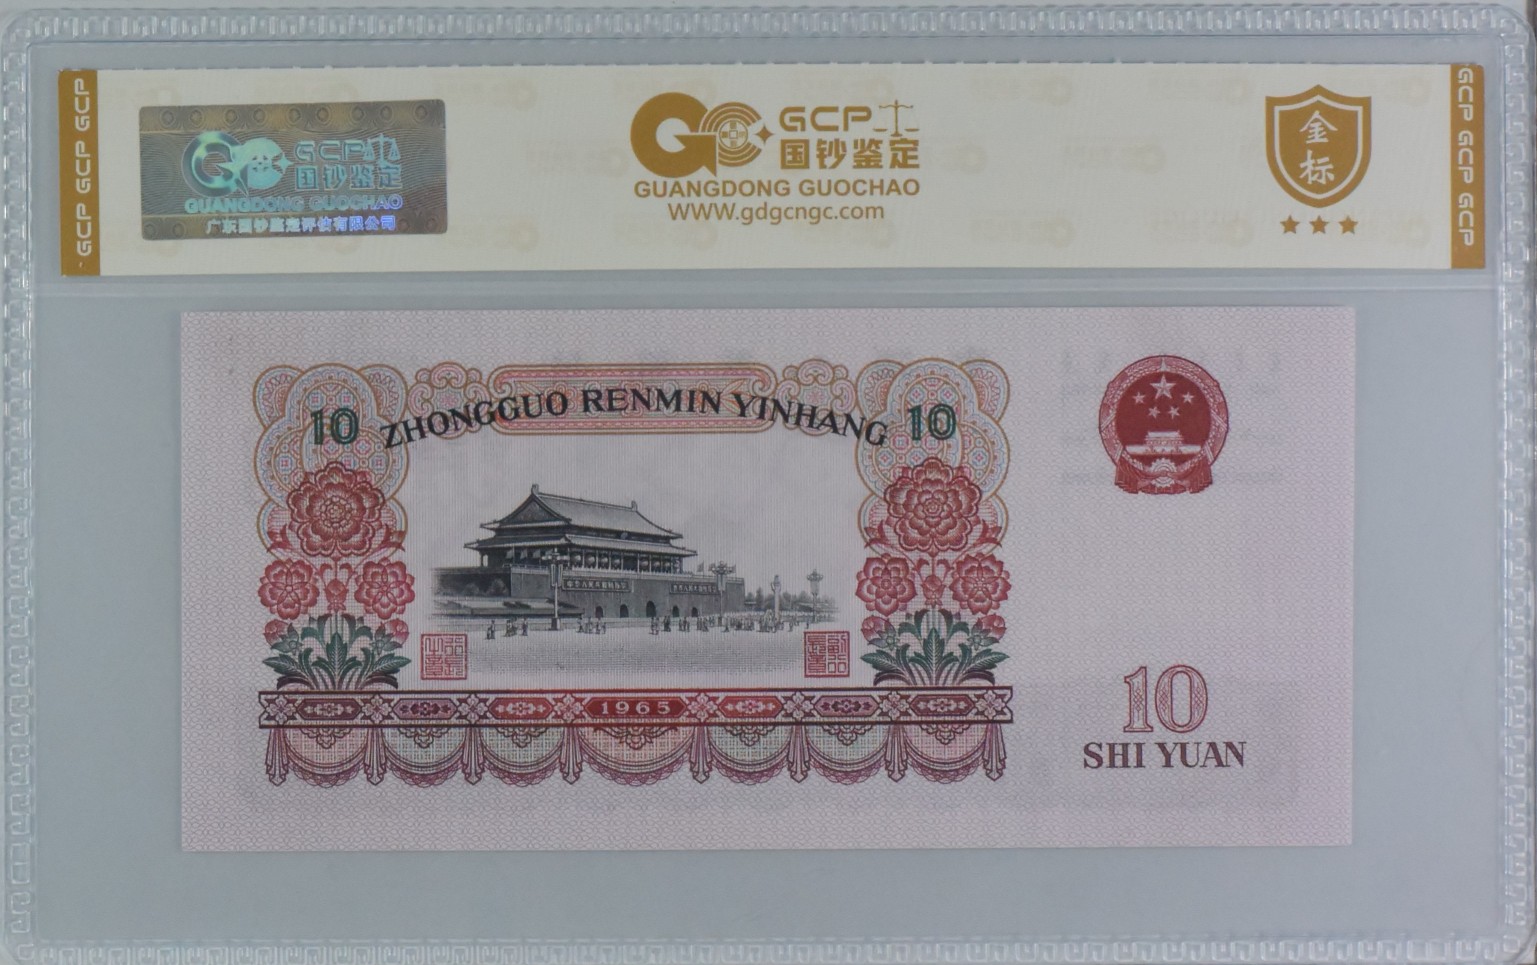 GCP GCP GCP
GCP
国钞鉴定
GUANGDONG GUOCHAO
广东国钞鉴定评估有限公司
GCP
国钞鉴定
GUANGDONG GUOCHAO
WWW.gdgcngc.com
金
标
GCP GCP GCP
10 ZHONGGUO RENMIN YINHANG 10
1965
10
SHI YUAN